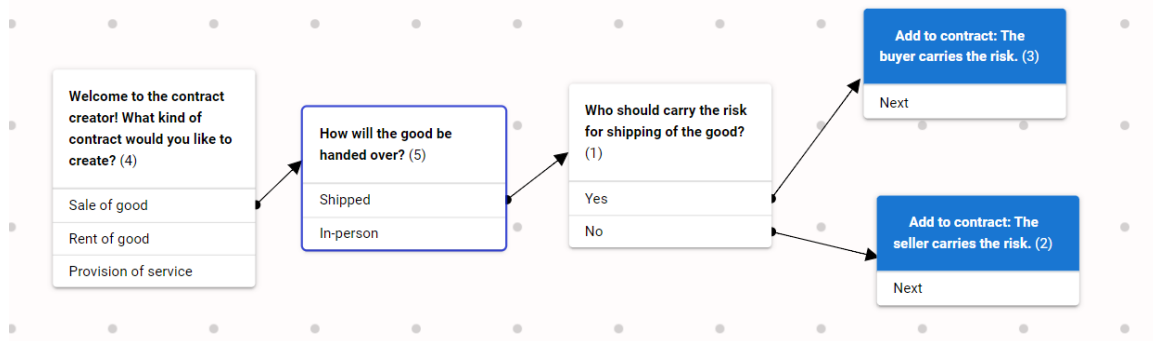 Welcome to the contract
creator! What kind of
contract would you like to
create? (4)
Sale of good
Rent of good
Provision of service
How will the good be
handed over? (5)
Shipped
In-person
Who should carry the risk
for shipping of the good?
(1)
Yes
No
Add to contract: The
buyer carries the risk. (3)
Next
Add to contract: The
seller carries the risk. (2)
Next